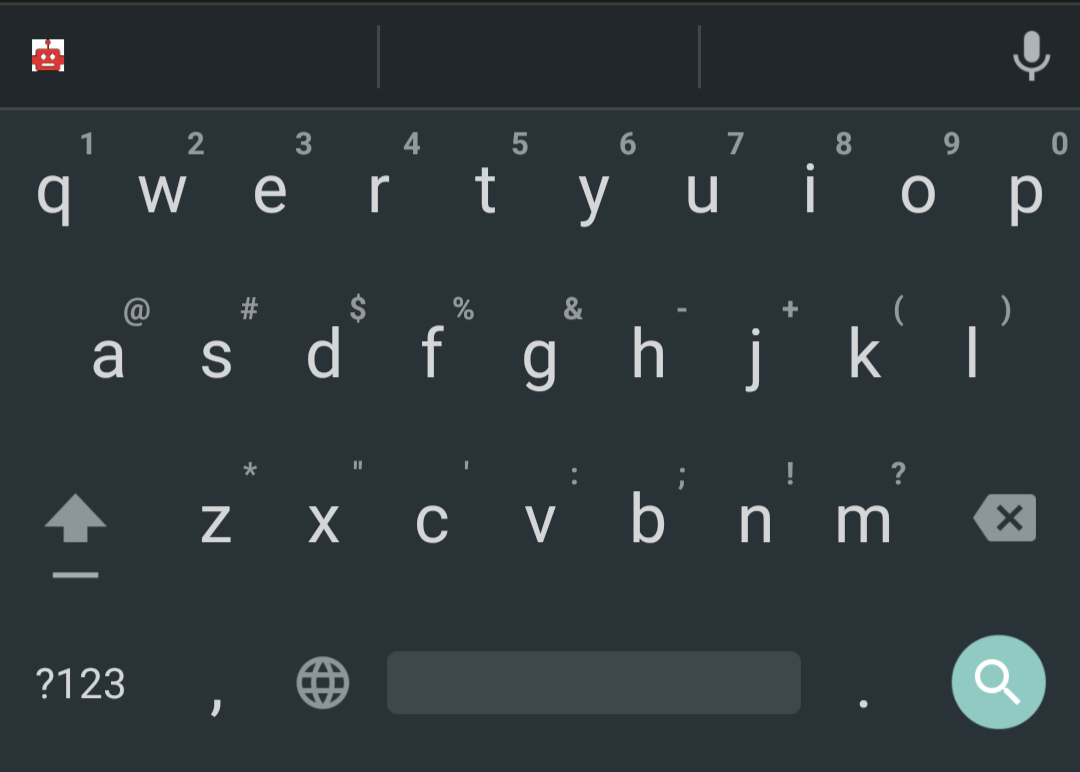 1 2 3 4 5 6 7 8 9 0
q w e r t y u i o p
@ # $ % & - + ( )
a s d f g h j k l
* " ' : ; ! ?
z x c v b n m
?123 , .